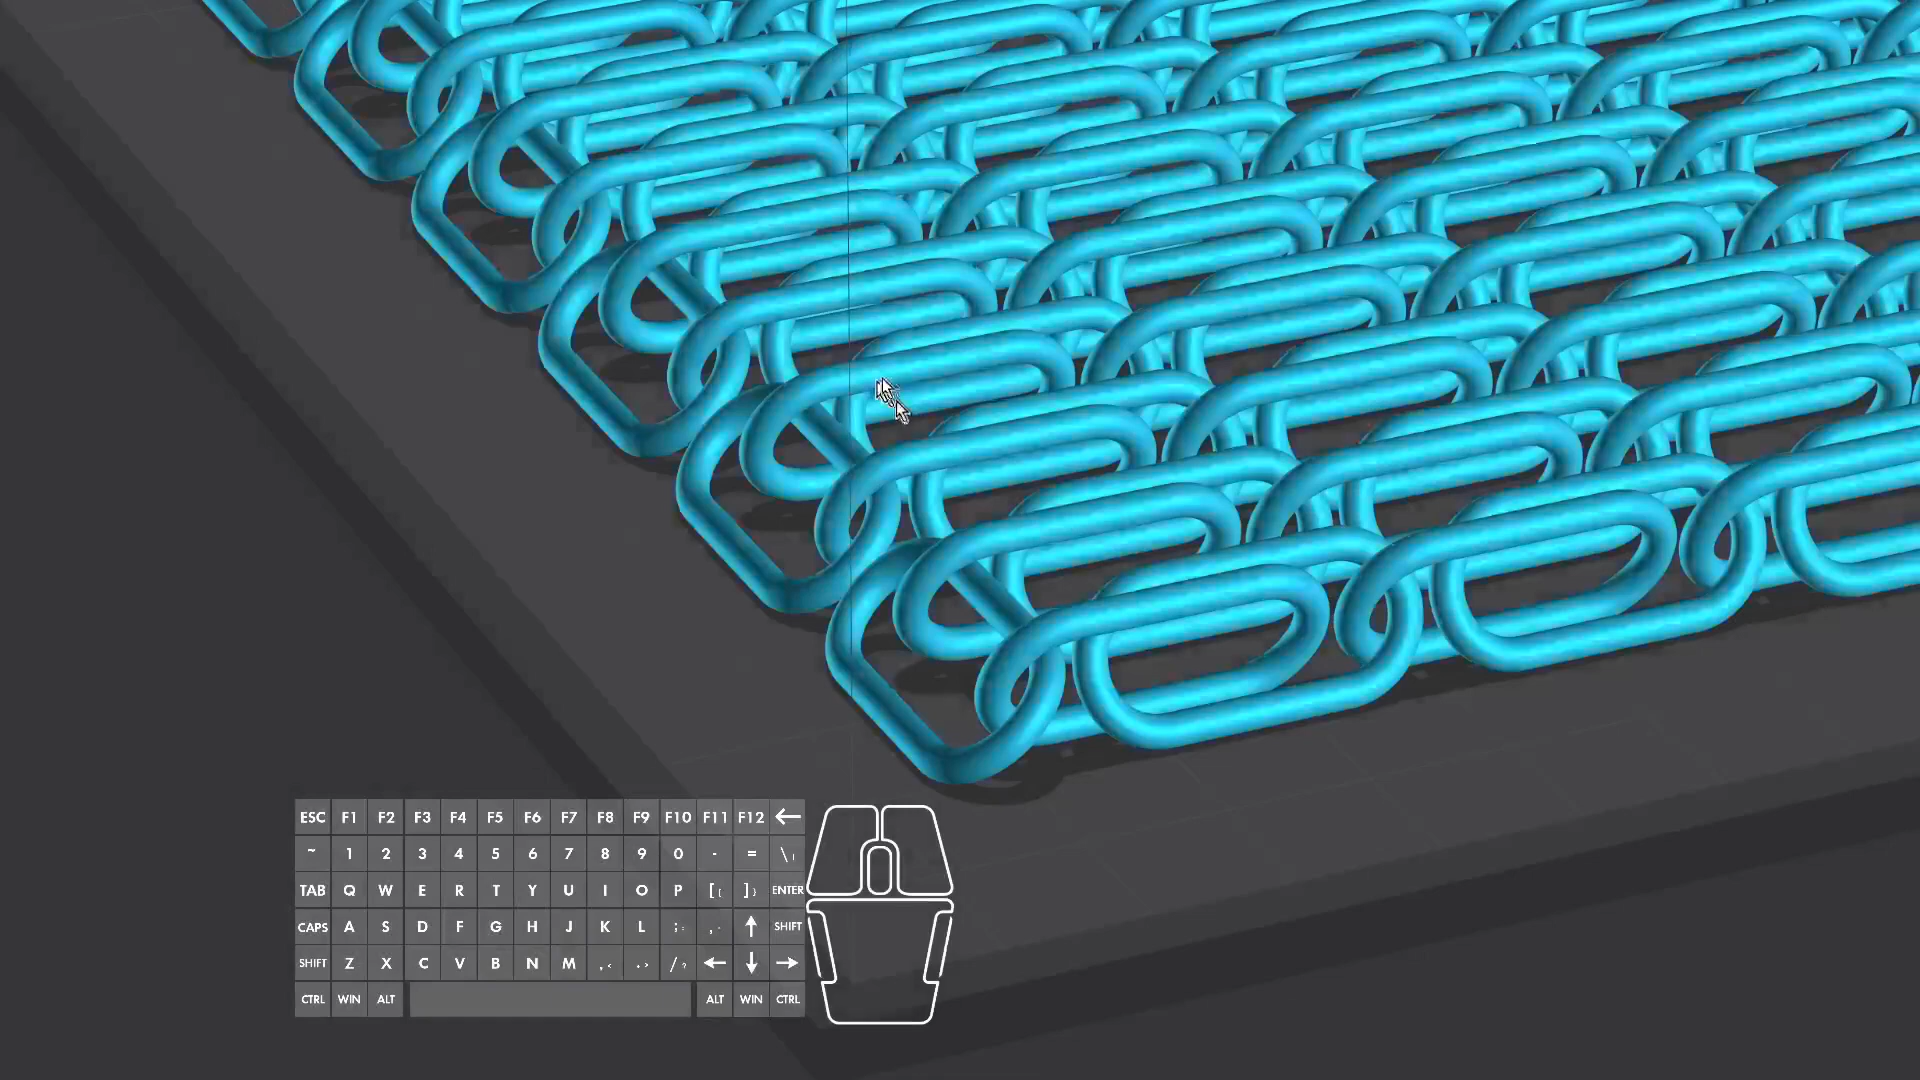 ESC F1 F2 F3 F4 F5 F6 F7 F8 F9 F10 F11 F12 ←
~ 1 2 3 4 5 6 7 8 9 0 - = \
TAB Q W E R T Y U I O P [{ ]} ENTER
CAPS A S D F G H J K L ;: ↑ SHIFT
SHIFT Z X C V B N M ,< .> /? ← ↓ →
CTRL WIN ALT ALT WIN CTRL